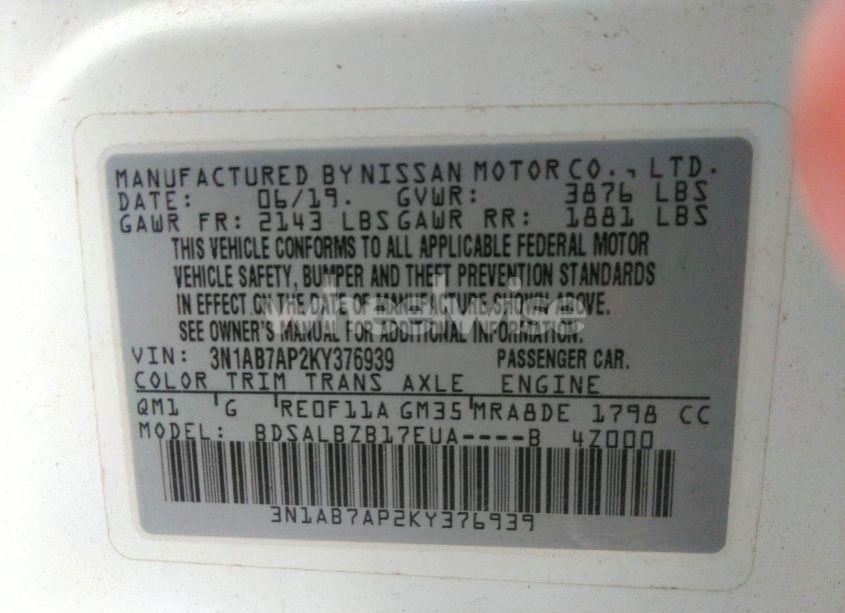 MANUFACTURED BY NISSAN MOTOR CO., LTD.
DATE: 06/19. GVWR: 3876 LBS
GAWR FR: 2143 LBS GAWR RR: 1881 LBS
THIS VEHICLE CONFORMS TO ALL APPLICABLE FEDERAL MOTOR
VEHICLE SAFETY, BUMPER AND THEFT PREVENTION STANDARDS
IN EFFECT ON THE DATE OF MANUFACTURE SHOWN ABOVE.
wheelwise
SEE OWNER'S MANUAL FOR ADDITIONAL INFORMATION.
VIN: 3N1AB7AP2KY376939 PASSENGER CAR.
COLOR TRIM TRANS AXLE ENGINE
QM1 G RE0F11A GM35 MRA8DE 1798 CC
MODEL: BDSALBZB17EUA----B 4Z000
3N1AB7AP2KY376939